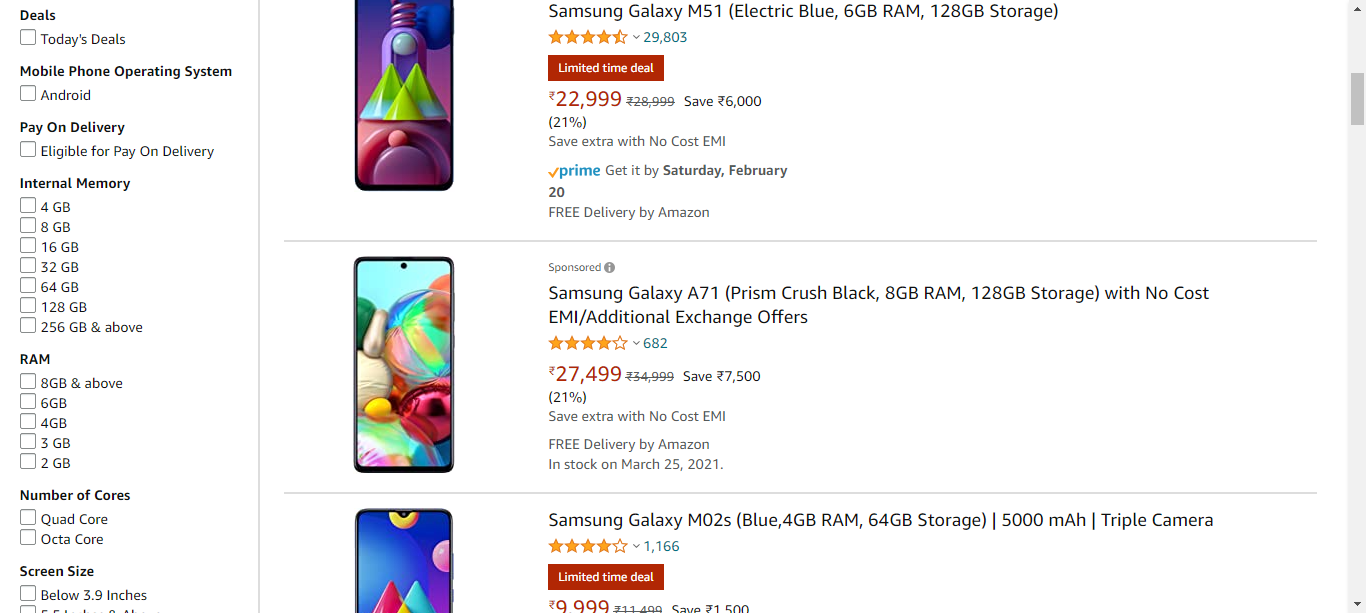 Deals
Today's Deals
Mobile Phone Operating System
Android
Pay On Delivery
Eligible for Pay On Delivery
Internal Memory
4 GB
8 GB
16 GB
32 GB
64 GB
128 GB
256 GB & above
RAM
8GB & above
6GB
4GB
3 GB
2 GB
Number of Cores
Quad Core
Octa Core
Screen Size
Below 3.9 Inches
Samsung Galaxy M51 (Electric Blue, 6GB RAM, 128GB Storage)
29,803
Limited time deal
₹22,999 ₹28,999 Save ₹6,000
(21%)
Save extra with No Cost EMI
prime Get it by Saturday, February
20
FREE Delivery by Amazon
Sponsored
Samsung Galaxy A71 (Prism Crush Black, 8GB RAM, 128GB Storage) with No Cost
EMI/Additional Exchange Offers
682
₹27,499 ₹34,999 Save ₹7,500
(21%)
Save extra with No Cost EMI
FREE Delivery by Amazon
In stock on March 25, 2021.
Samsung Galaxy M02s (Blue,4GB RAM, 64GB Storage) | 5000 mAh | Triple Camera
1,166
Limited time deal
₹9,999 ₹11,499 Save ₹1,500